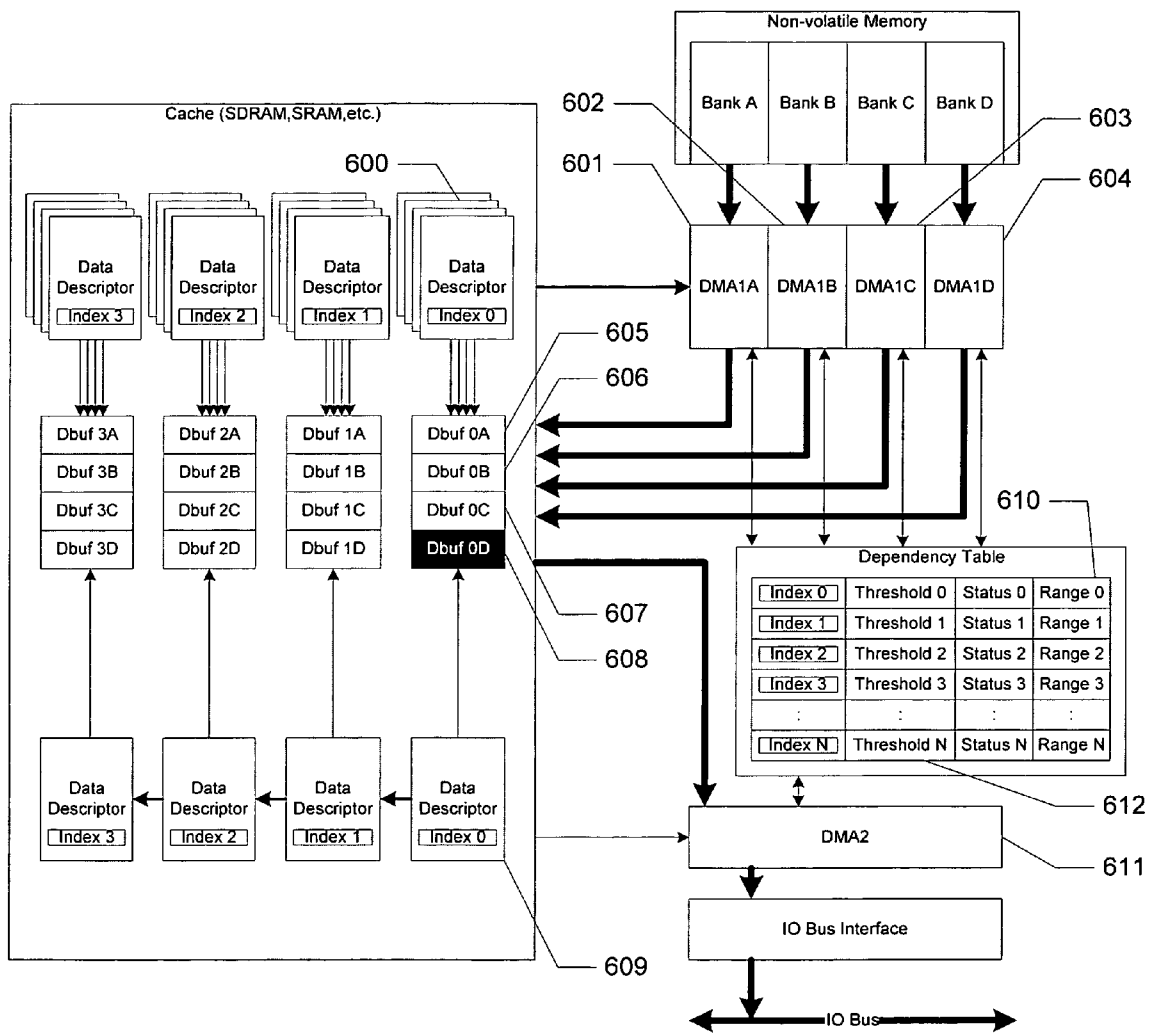 Non-volatile Memory
Bank A Bank B Bank C Bank D
602
603
601
604
Cache (SDRAM,SRAM,etc.)
600
Data Descriptor
Index 3
Data Descriptor
Index 2
Data Descriptor
Index 1
Data Descriptor
Index 0
DMA1A DMA1B DMA1C DMA1D
605
606
Dbuf 3A Dbuf 2A Dbuf 1A Dbuf 0A
Dbuf 3B Dbuf 2B Dbuf 1B Dbuf 0B
Dbuf 3C Dbuf 2C Dbuf 1C Dbuf 0C
Dbuf 3D Dbuf 2D Dbuf 1D Dbuf 0D
607
608
610
Dependency Table
Index 0 Threshold 0 Status 0 Range 0
Index 1 Threshold 1 Status 1 Range 1
Index 2 Threshold 2 Status 2 Range 2
Index 3 Threshold 3 Status 3 Range 3
: : : :
Index N Threshold N Status N Range N
612
Data Descriptor
Index 3
Data Descriptor
Index 2
Data Descriptor
Index 1
Data Descriptor
Index 0
609
DMA2
611
IO Bus Interface
IO Bus